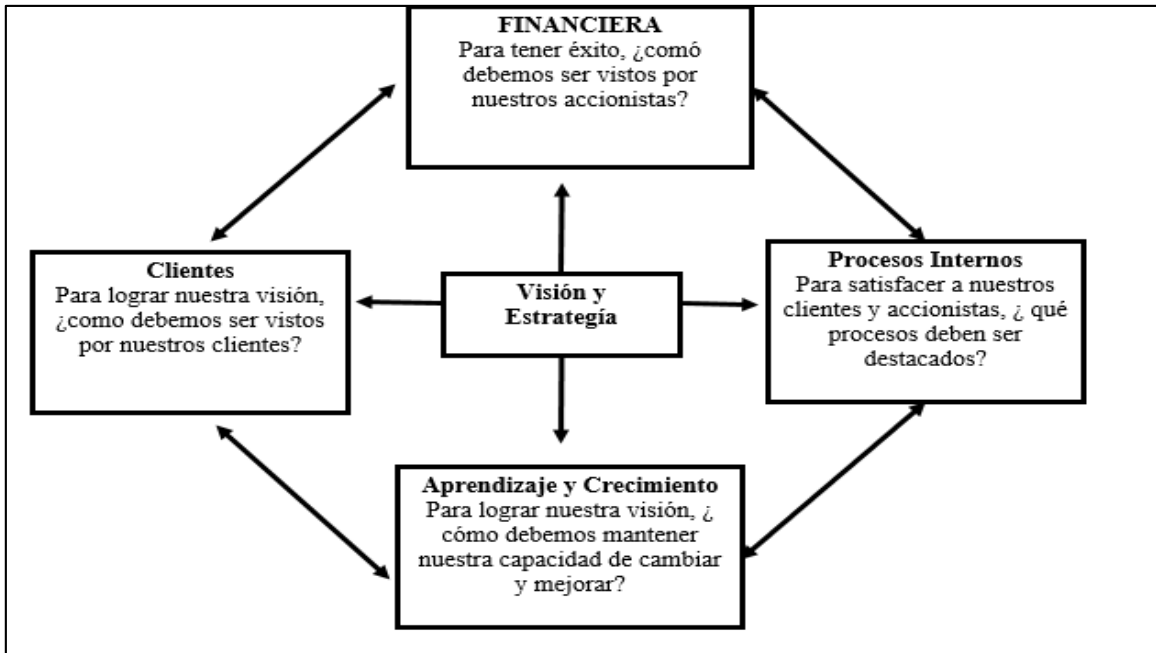 FINANCIERA
Para tener éxito, ¿comó
debemos ser vistos por
nuestros accionistas?
Clientes
Para lograr nuestra visión,
¿como debemos ser vistos
por nuestros clientes?
Visión y
Estrategía
Procesos Internos
Para satisfacer a nuestros
clientes y accionistas, ¿ qué
procesos deben ser
destacados?
Aprendizaje y Crecimiento
Para lograr nuestra visión, ¿
cómo debemos mantener
nuestra capacidad de cambiar
y mejorar?